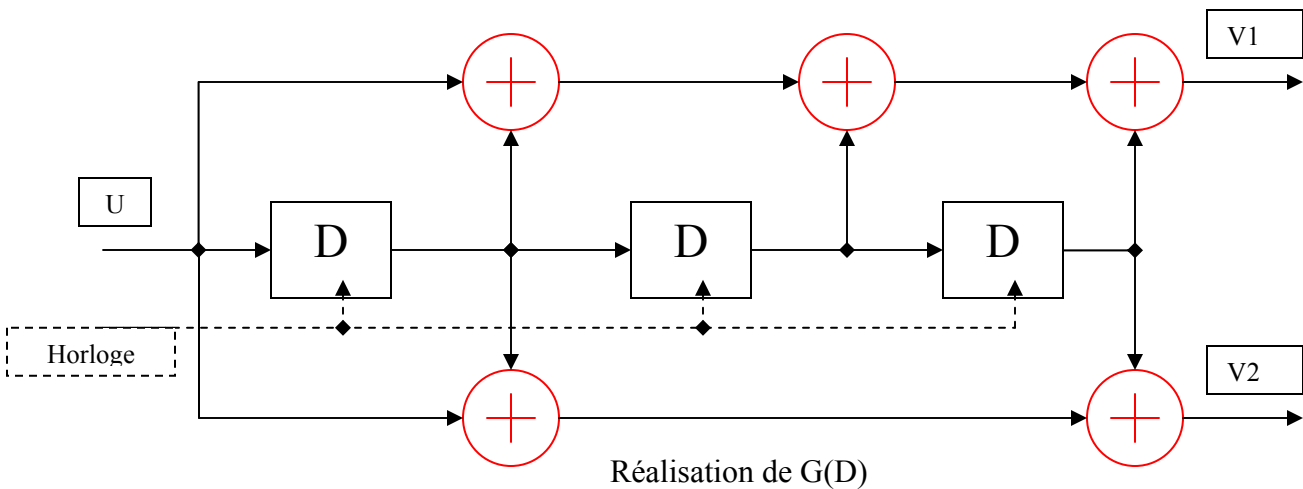 V1
U
D
D
D
Horloge
V2
Réalisation de G(D)